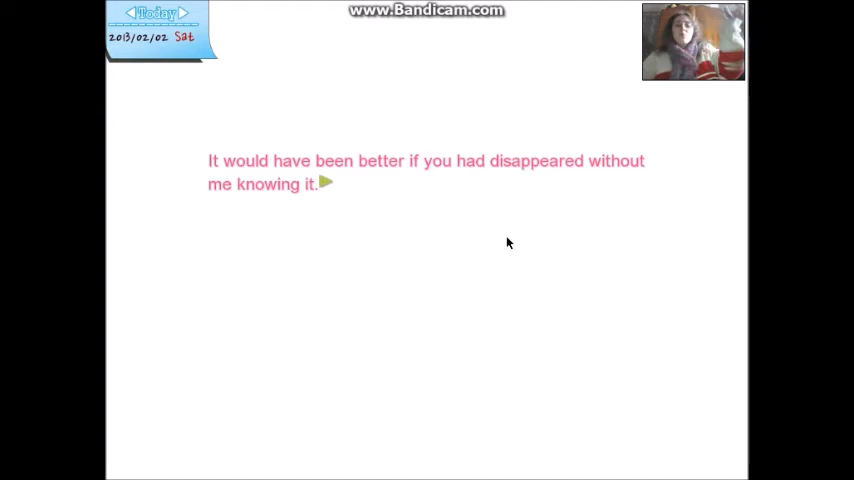 www.Bandicam.com
Today
2013/02/02 Sat
It would have been better if you had disappeared without
me knowing it.